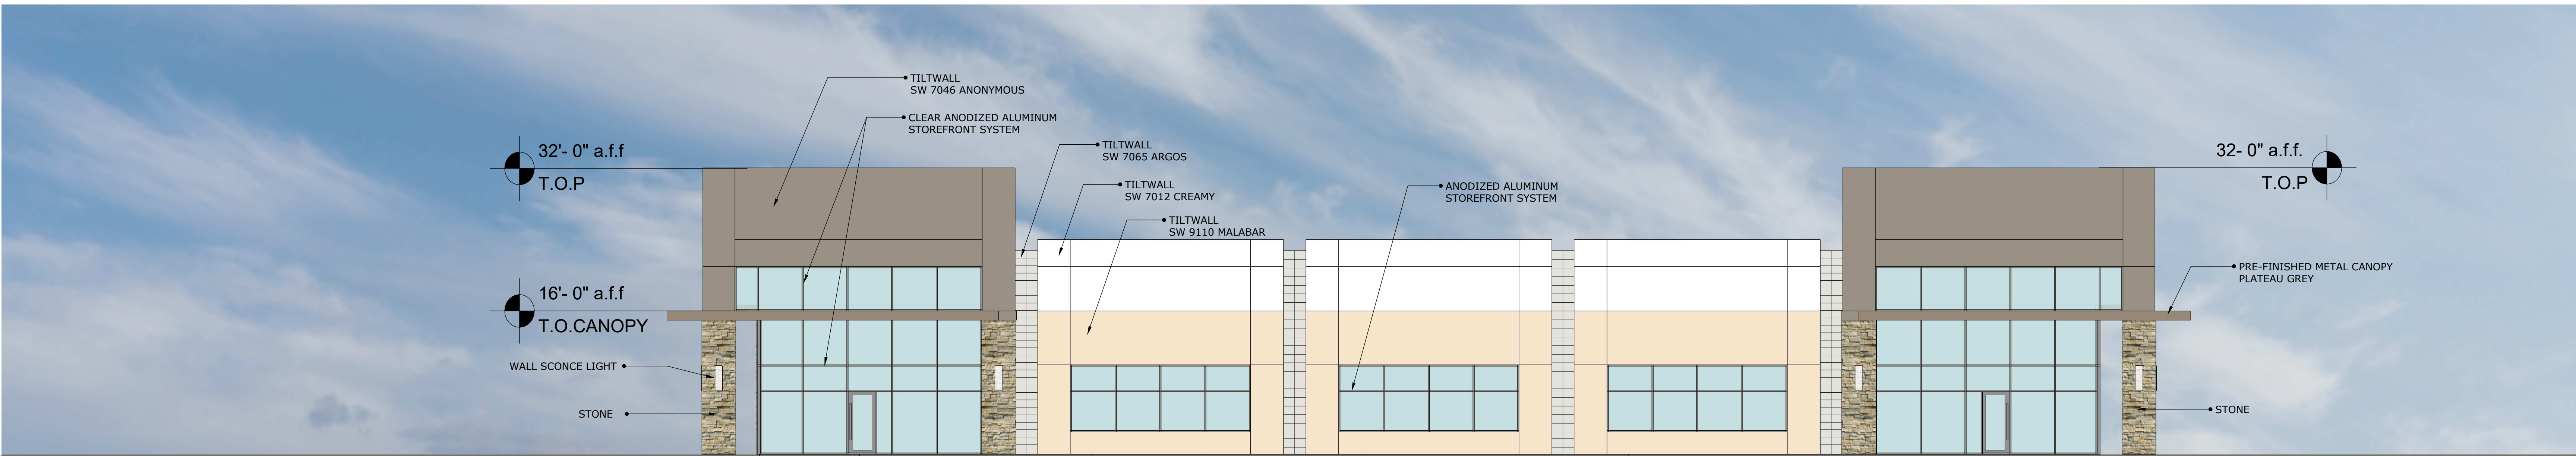 TILTWALL
SW 7046 ANONYMOUS
CLEAR ANODIZED ALUMINUM
STOREFRONT SYSTEM
32'- 0" a.f.f
T.O.P
TILTWALL
SW 7065 ARGOS
TILTWALL
SW 7012 CREAMY
TILTWALL
SW 9110 MALABAR
ANODIZED ALUMINUM
STOREFRONT SYSTEM
32- 0" a.f.f.
T.O.P
16'- 0" a.f.f
T.O.CANOPY
PRE-FINISHED METAL CANOPY
PLATEAU GREY
WALL SCONCE LIGHT
STONE
STONE